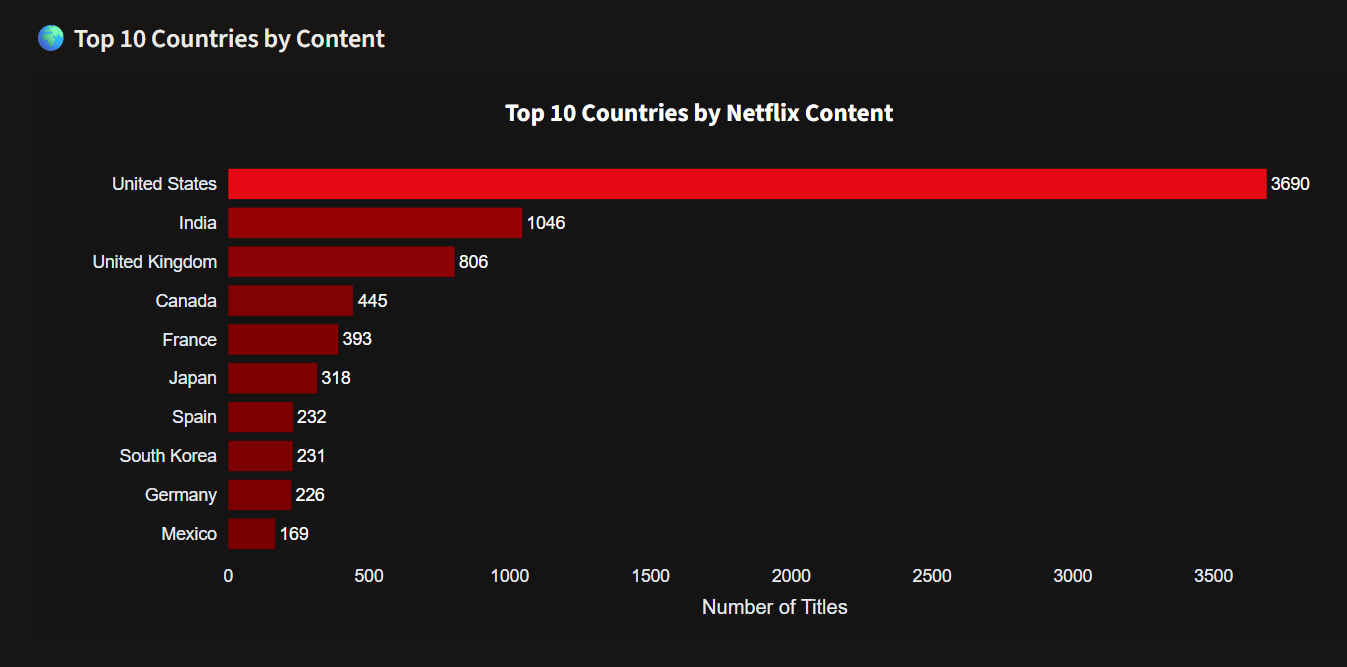 Top 10 Countries by Content
Top 10 Countries by Netflix Content
United States 3690
India 1046
United Kingdom 806
Canada 445
France 393
Japan 318
Spain 232
South Korea 231
Germany 226
Mexico 169
0 500 1000 1500 2000 2500 3000 3500
Number of Titles